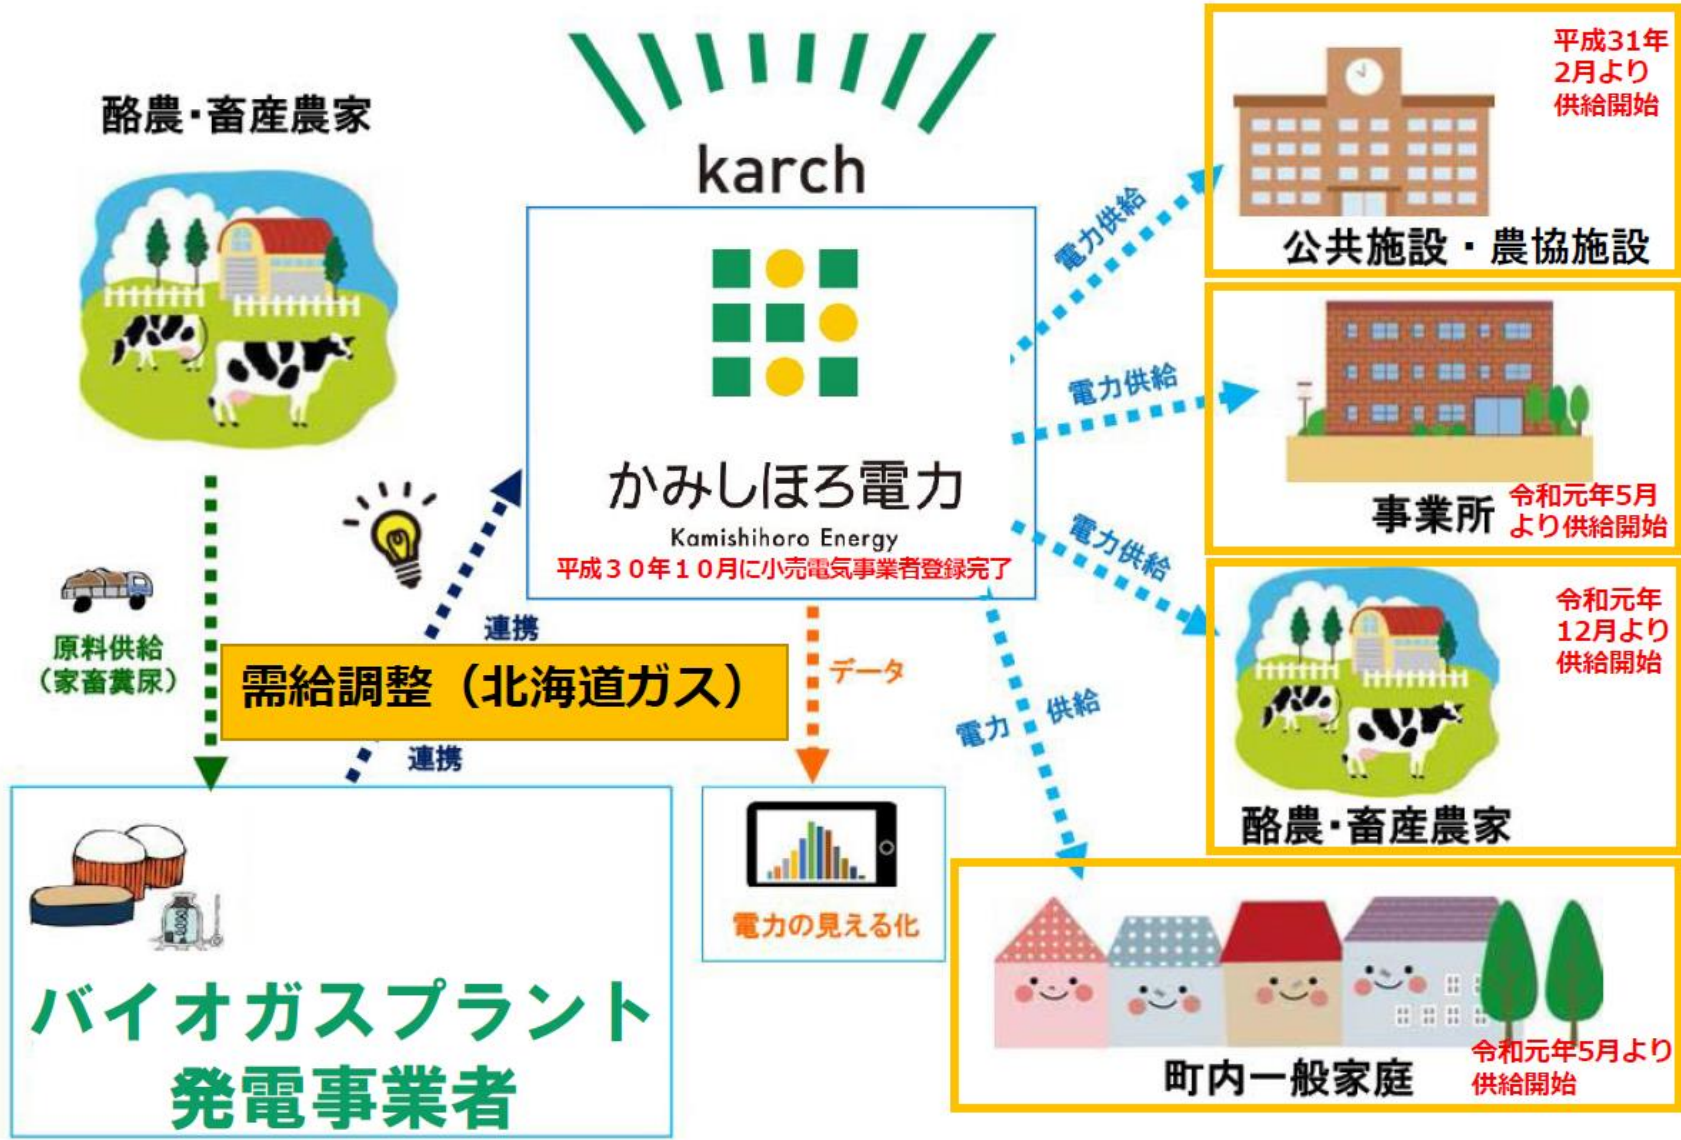 酪農・畜産農家
karch
かみしほろ電力
Kamishihoro Energy
平成30年10月に小売電気事業者登録完了
原料供給
(家畜糞尿)
連携
需給調整(北海道ガス)
連携
データ
電力の見える化
バイオガスプラント
発電事業者
電力供給
電力供給
電力供給
電力 供給
平成31年
2月より
供給開始
公共施設・農協施設
事業所
令和元年5月
より供給開始
令和元年
12月より
供給開始
酪農・畜産農家
町内一般家庭
令和元年5月より
供給開始